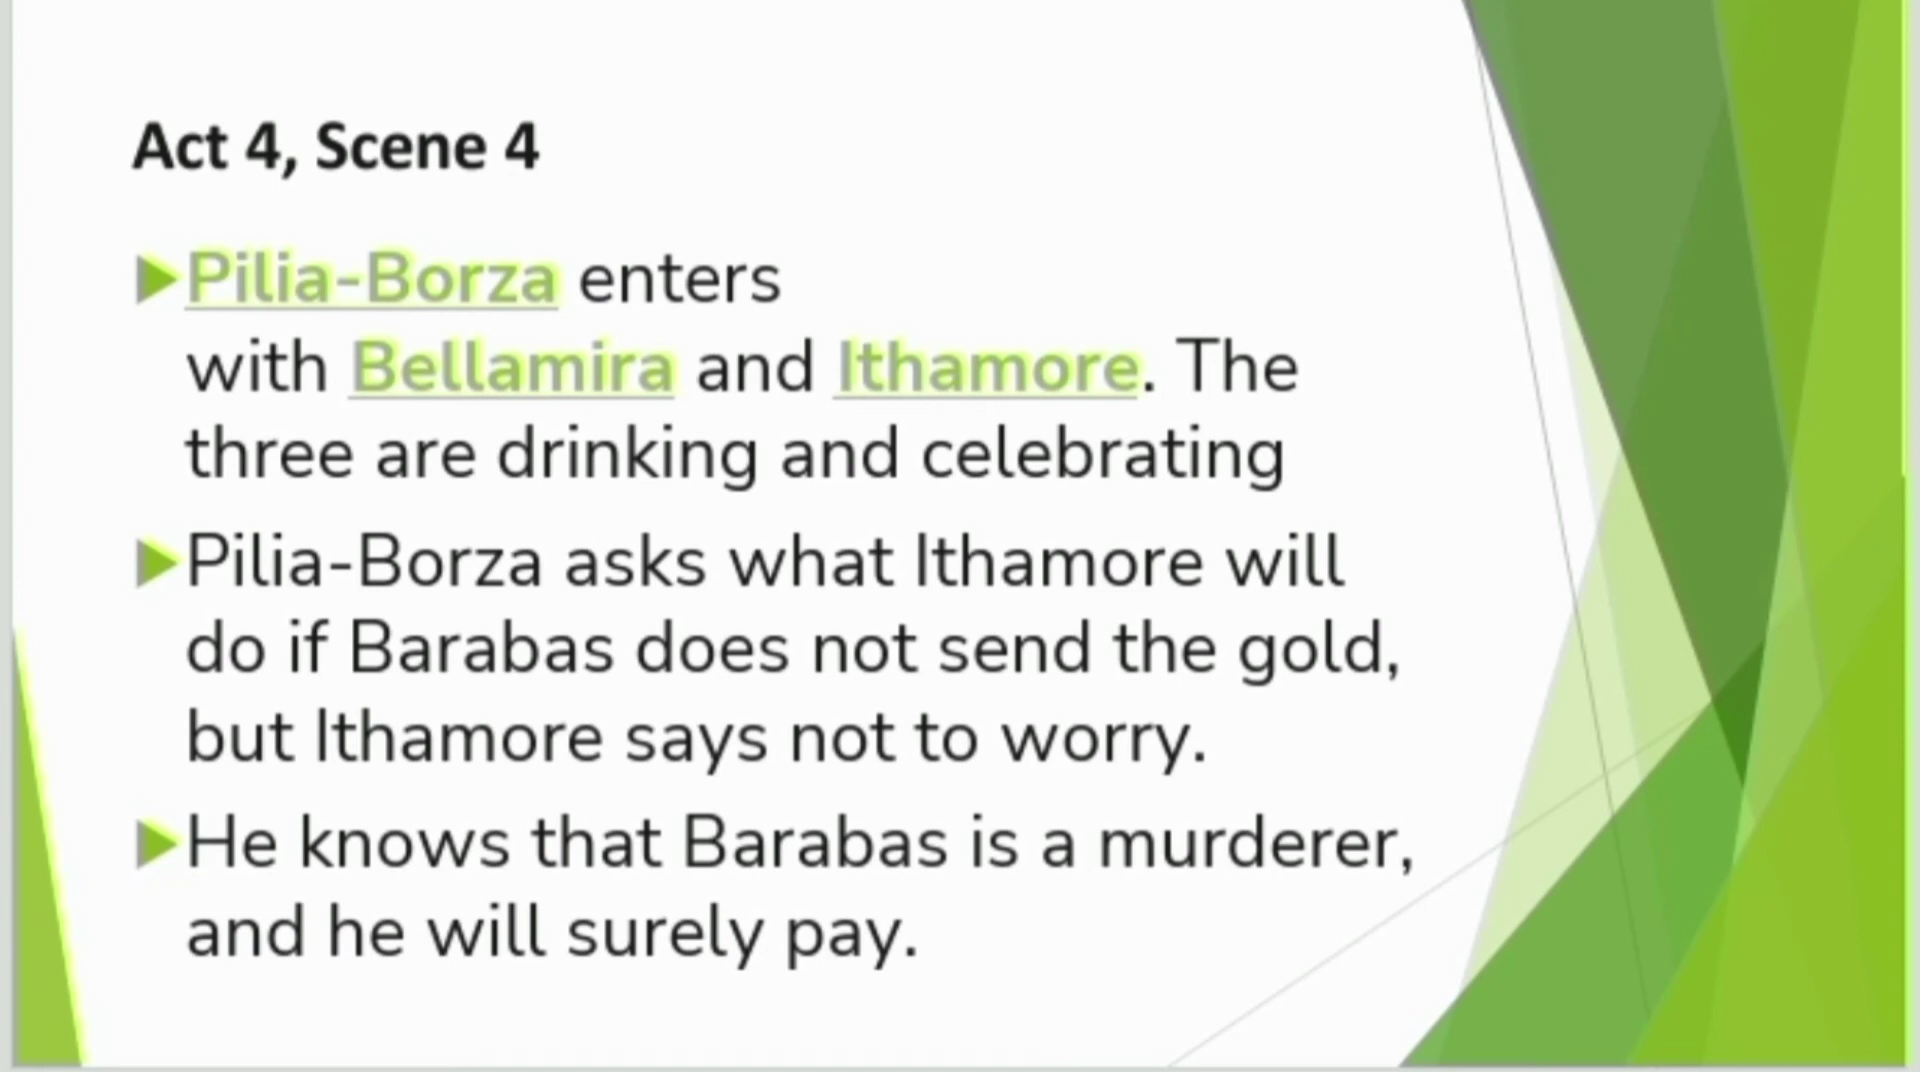 Act 4, Scene 4
Pilia-Borza enters
with Bellamira and Ithamore. The
three are drinking and celebrating
Pilia-Borza asks what Ithamore will
do if Barabas does not send the gold,
but Ithamore says not to worry.
He knows that Barabas is a murderer,
and he will surely pay.